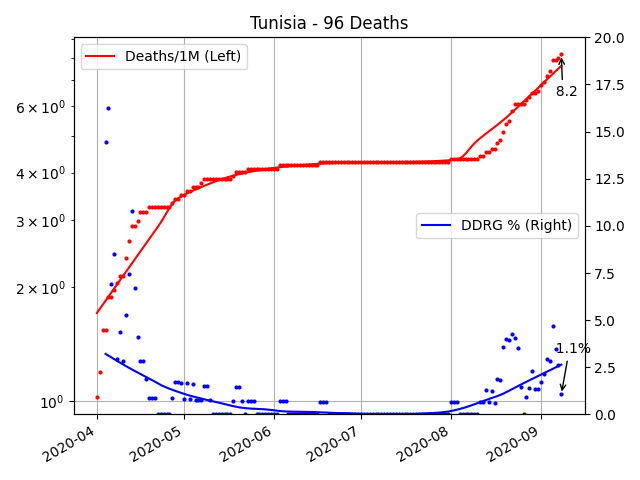 Tunisia - 96 Deaths
Deaths/1M (Left)
DDRG % (Right)
8.2
1.1%
6 × 10⁰
4 × 10⁰
3 × 10⁰
2 × 10⁰
10⁰
20.0
17.5
15.0
12.5
10.0
7.5
5.0
2.5
0.0
2020-04
2020-05
2020-06
2020-07
2020-08
2020-09